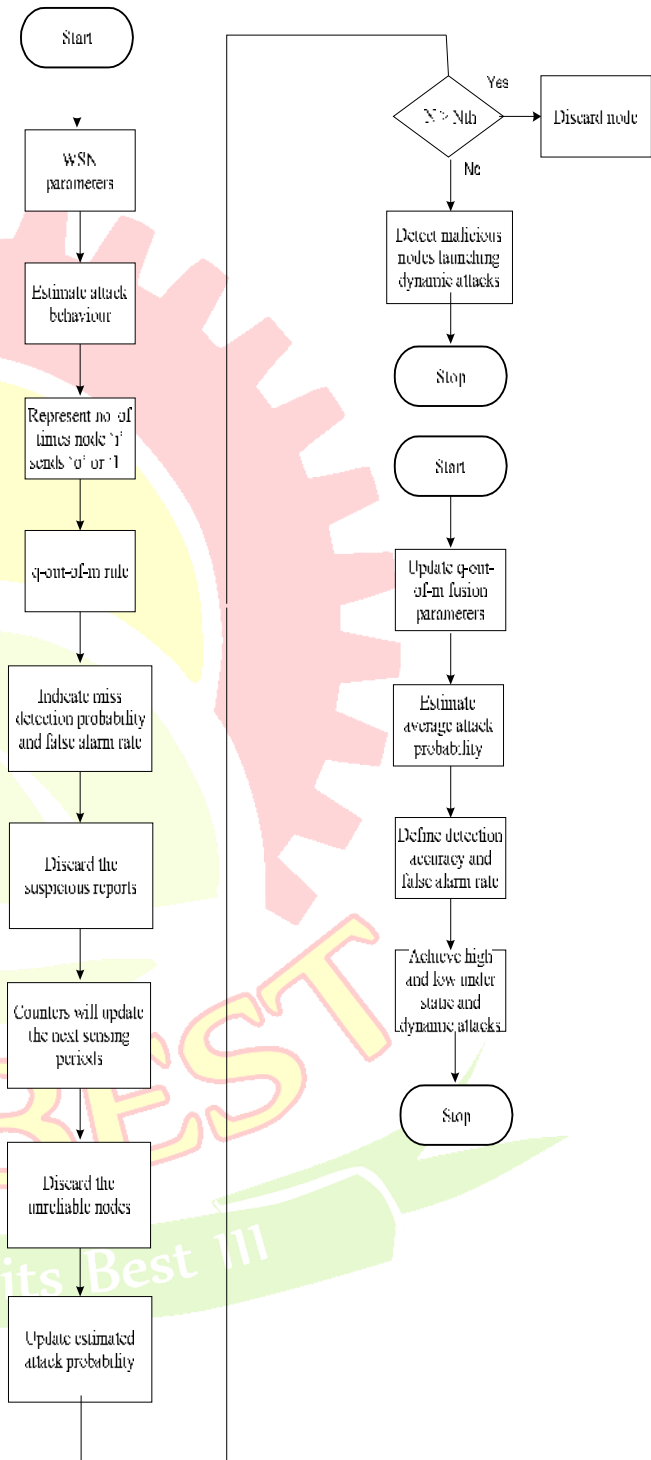 Start
WSN
parameters
Estimate attack
behaviour
Represent no of
times node 'i'
sends 'o' or '1
q-out-of-m rule
Indicate miss
detection probability
and false alarm rate
Discard the
suspicious reports
Counters will update
the next sensing
periods
Discard the
unreliable nodes
Update estimated
attack probability
Yes
N > Nth
Discard node
No
Detect malicious
nodes launching
dynamic attacks
Stop
Start
Update q-out-
of-m fusion
parameters
Estimate
average attack
probability
Define detection
accuracy and
false alarm rate
Achieve high
and low under
static and
dynamic attacks
Stop
BEST
its Best !!!